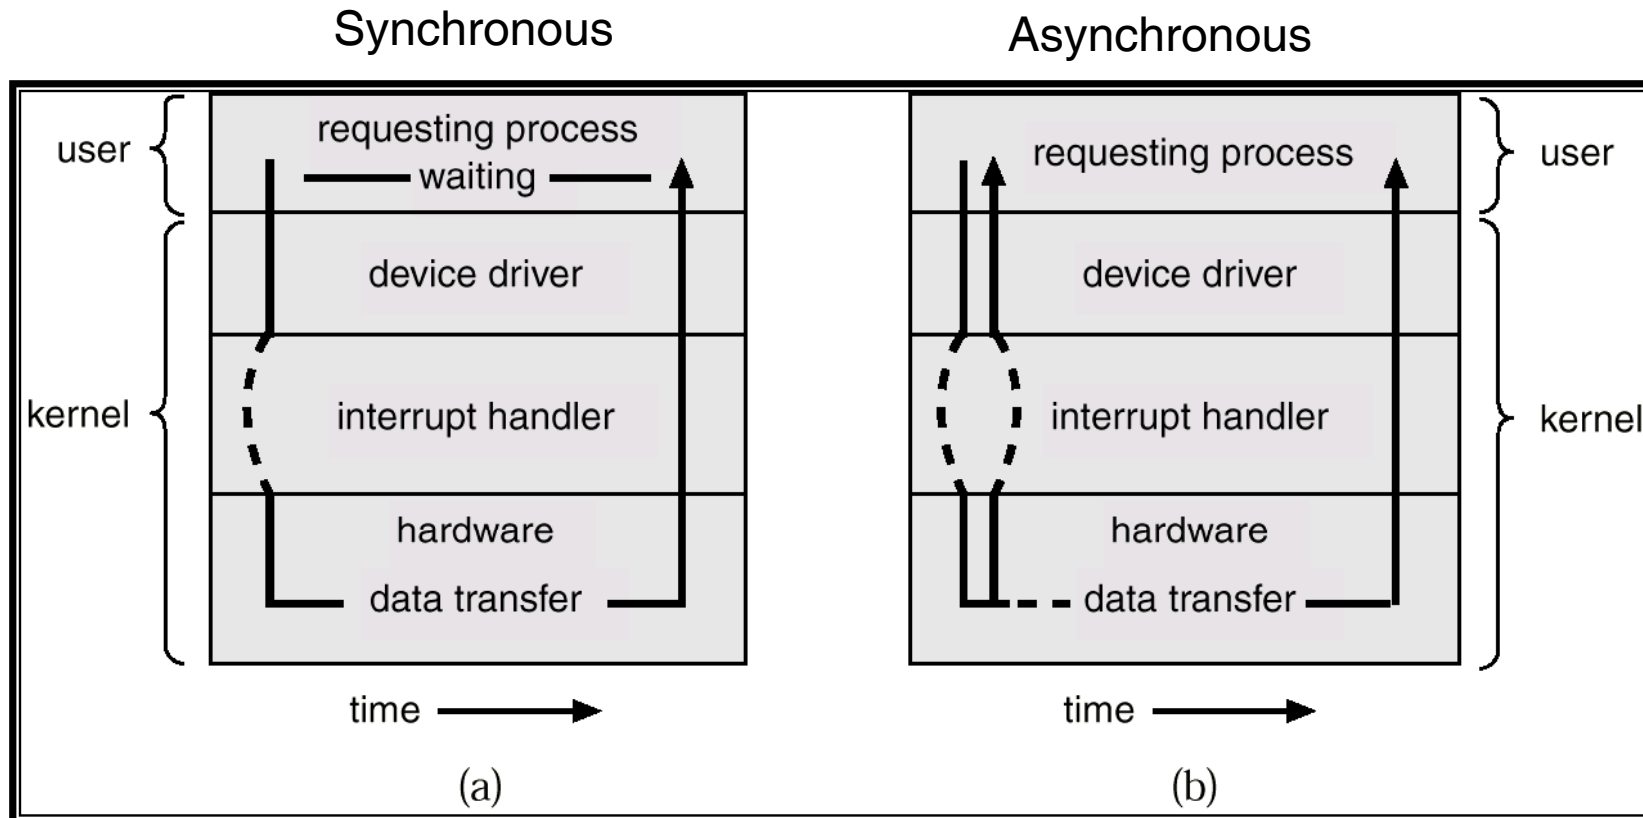 Synchronous
Asynchronous
user
requesting process
waiting
device driver
kernel
interrupt handler
hardware
data transfer
time
(a)
requesting process
user
device driver
interrupt handler
kernel
hardware
data transfer
time
(b)